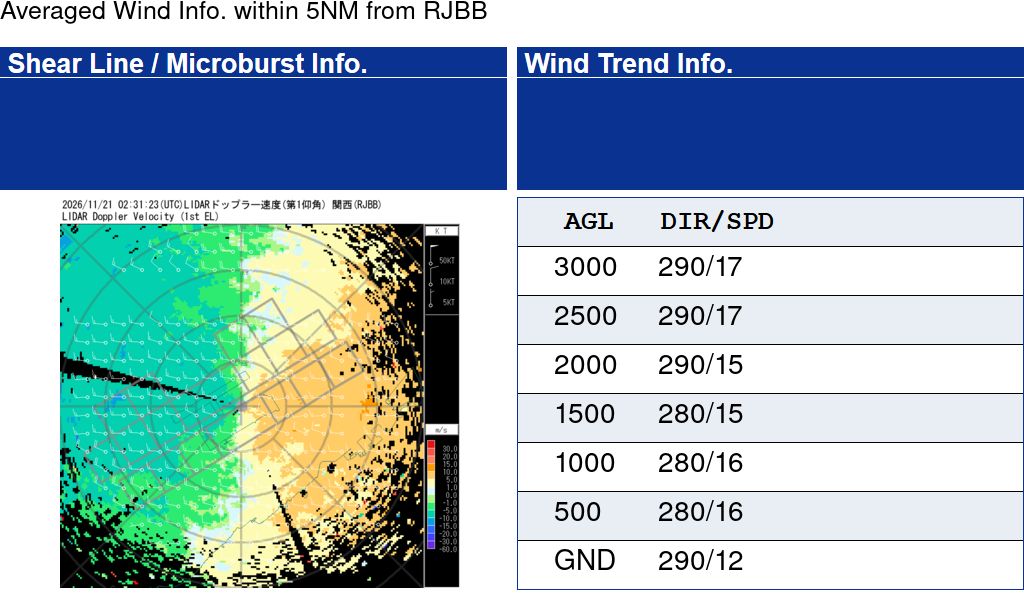 Averaged Wind Info. within 5NM from RJBB
Shear Line / Microburst Info.
Wind Trend Info.
2026/11/21 02:31:23(UTC)LIDARドップラー速度(第1仰角) 関西(RJBB)
LIDAR Doppler Velocity (1st EL)
K T
50KT
10KT
5KT
m/s
30.0
20.0
15.0
10.0
5.0
1.0
0.0
-1.0
-5.0
-10.0
-15.0
-20.0
-30.0
-60.0
AGL DIR/SPD
3000 290/17
2500 290/17
2000 290/15
1500 280/15
1000 280/16
500 280/16
GND 290/12